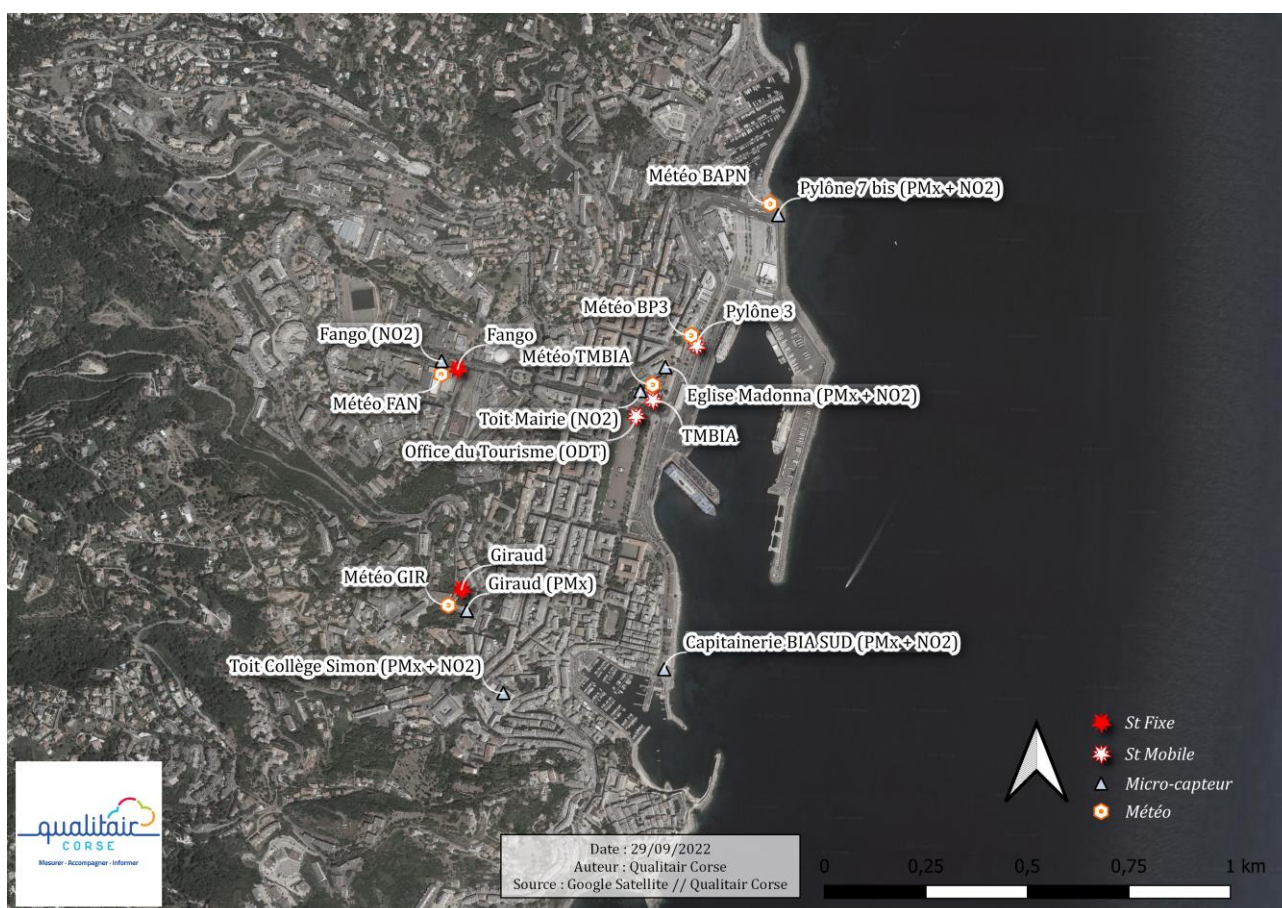 Météo BAPN
Pylône 7 bis (PMx + NO2)
Météo BP3
Pylône 3
Fango (NO2)
Fango
Météo TMBIA
Météo FAN
Eglise Madonna (PMx + NO2)
Toit Mairie (NO2)
TMBIA
Office du Tourisme (ODT)
Giraud
Météo GIR
Giraud (PMx)
Capitainerie BIA SUD (PMx + NO2)
Toit Collège Simon (PMx + NO2)
St Fixe
St Mobile
Micro-capteur
Météo
qualitair
CORSE
Mesurer - Accompagner - Informer
Date : 29/09/2022
Auteur : Qualitair Corse
Source : Google Satellite // Qualitair Corse
0 0,25 0,5 0,75 1 km